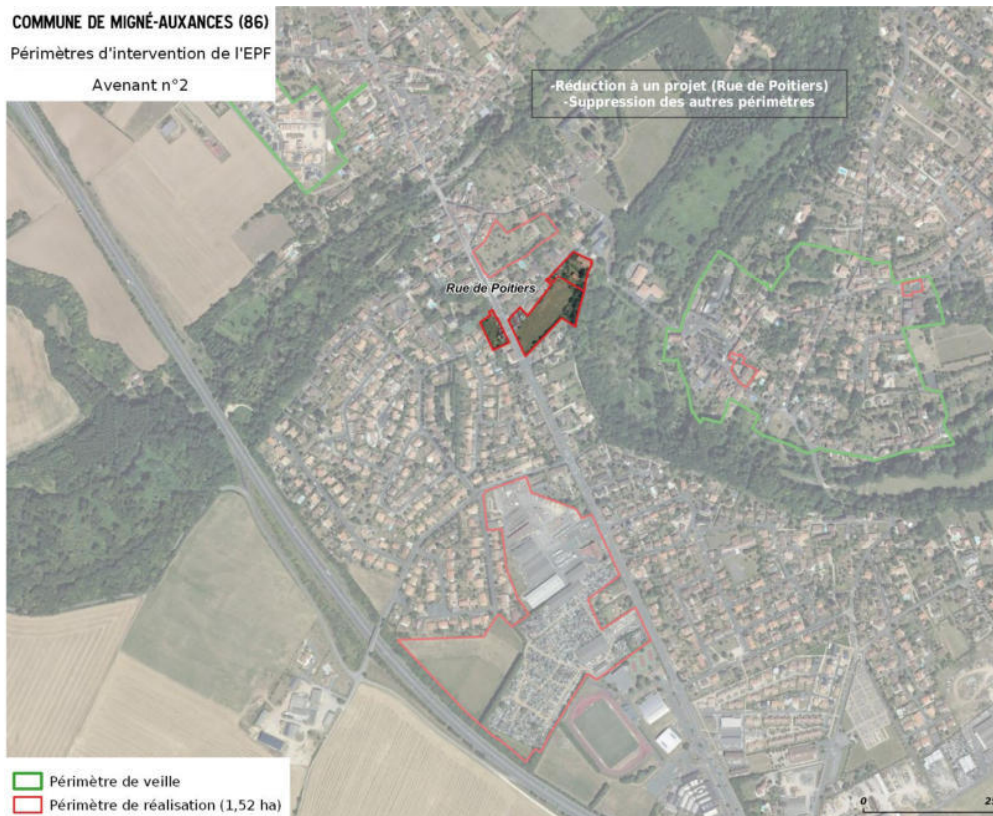 COMMUNE DE MIGNÉ-AUXANCES (86)
Périmètres d'intervention de l'EPF
Avenant n°2
-Réduction à un projet (Rue de Poitiers)
-Suppression des autres périmètres
Rue de Poitiers
Périmètre de veille
Périmètre de réalisation (1,52 ha)
0